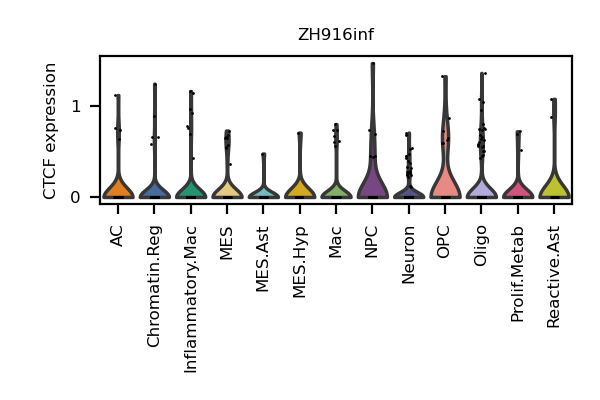 ZH916inf
CTCF expression
1
0
AC
Chromatin.Reg
Inflammatory.Mac
MES
MES.Ast
MES.Hyp
Mac
NPC
Neuron
OPC
Oligo
Prolif.Metab
Reactive.Ast